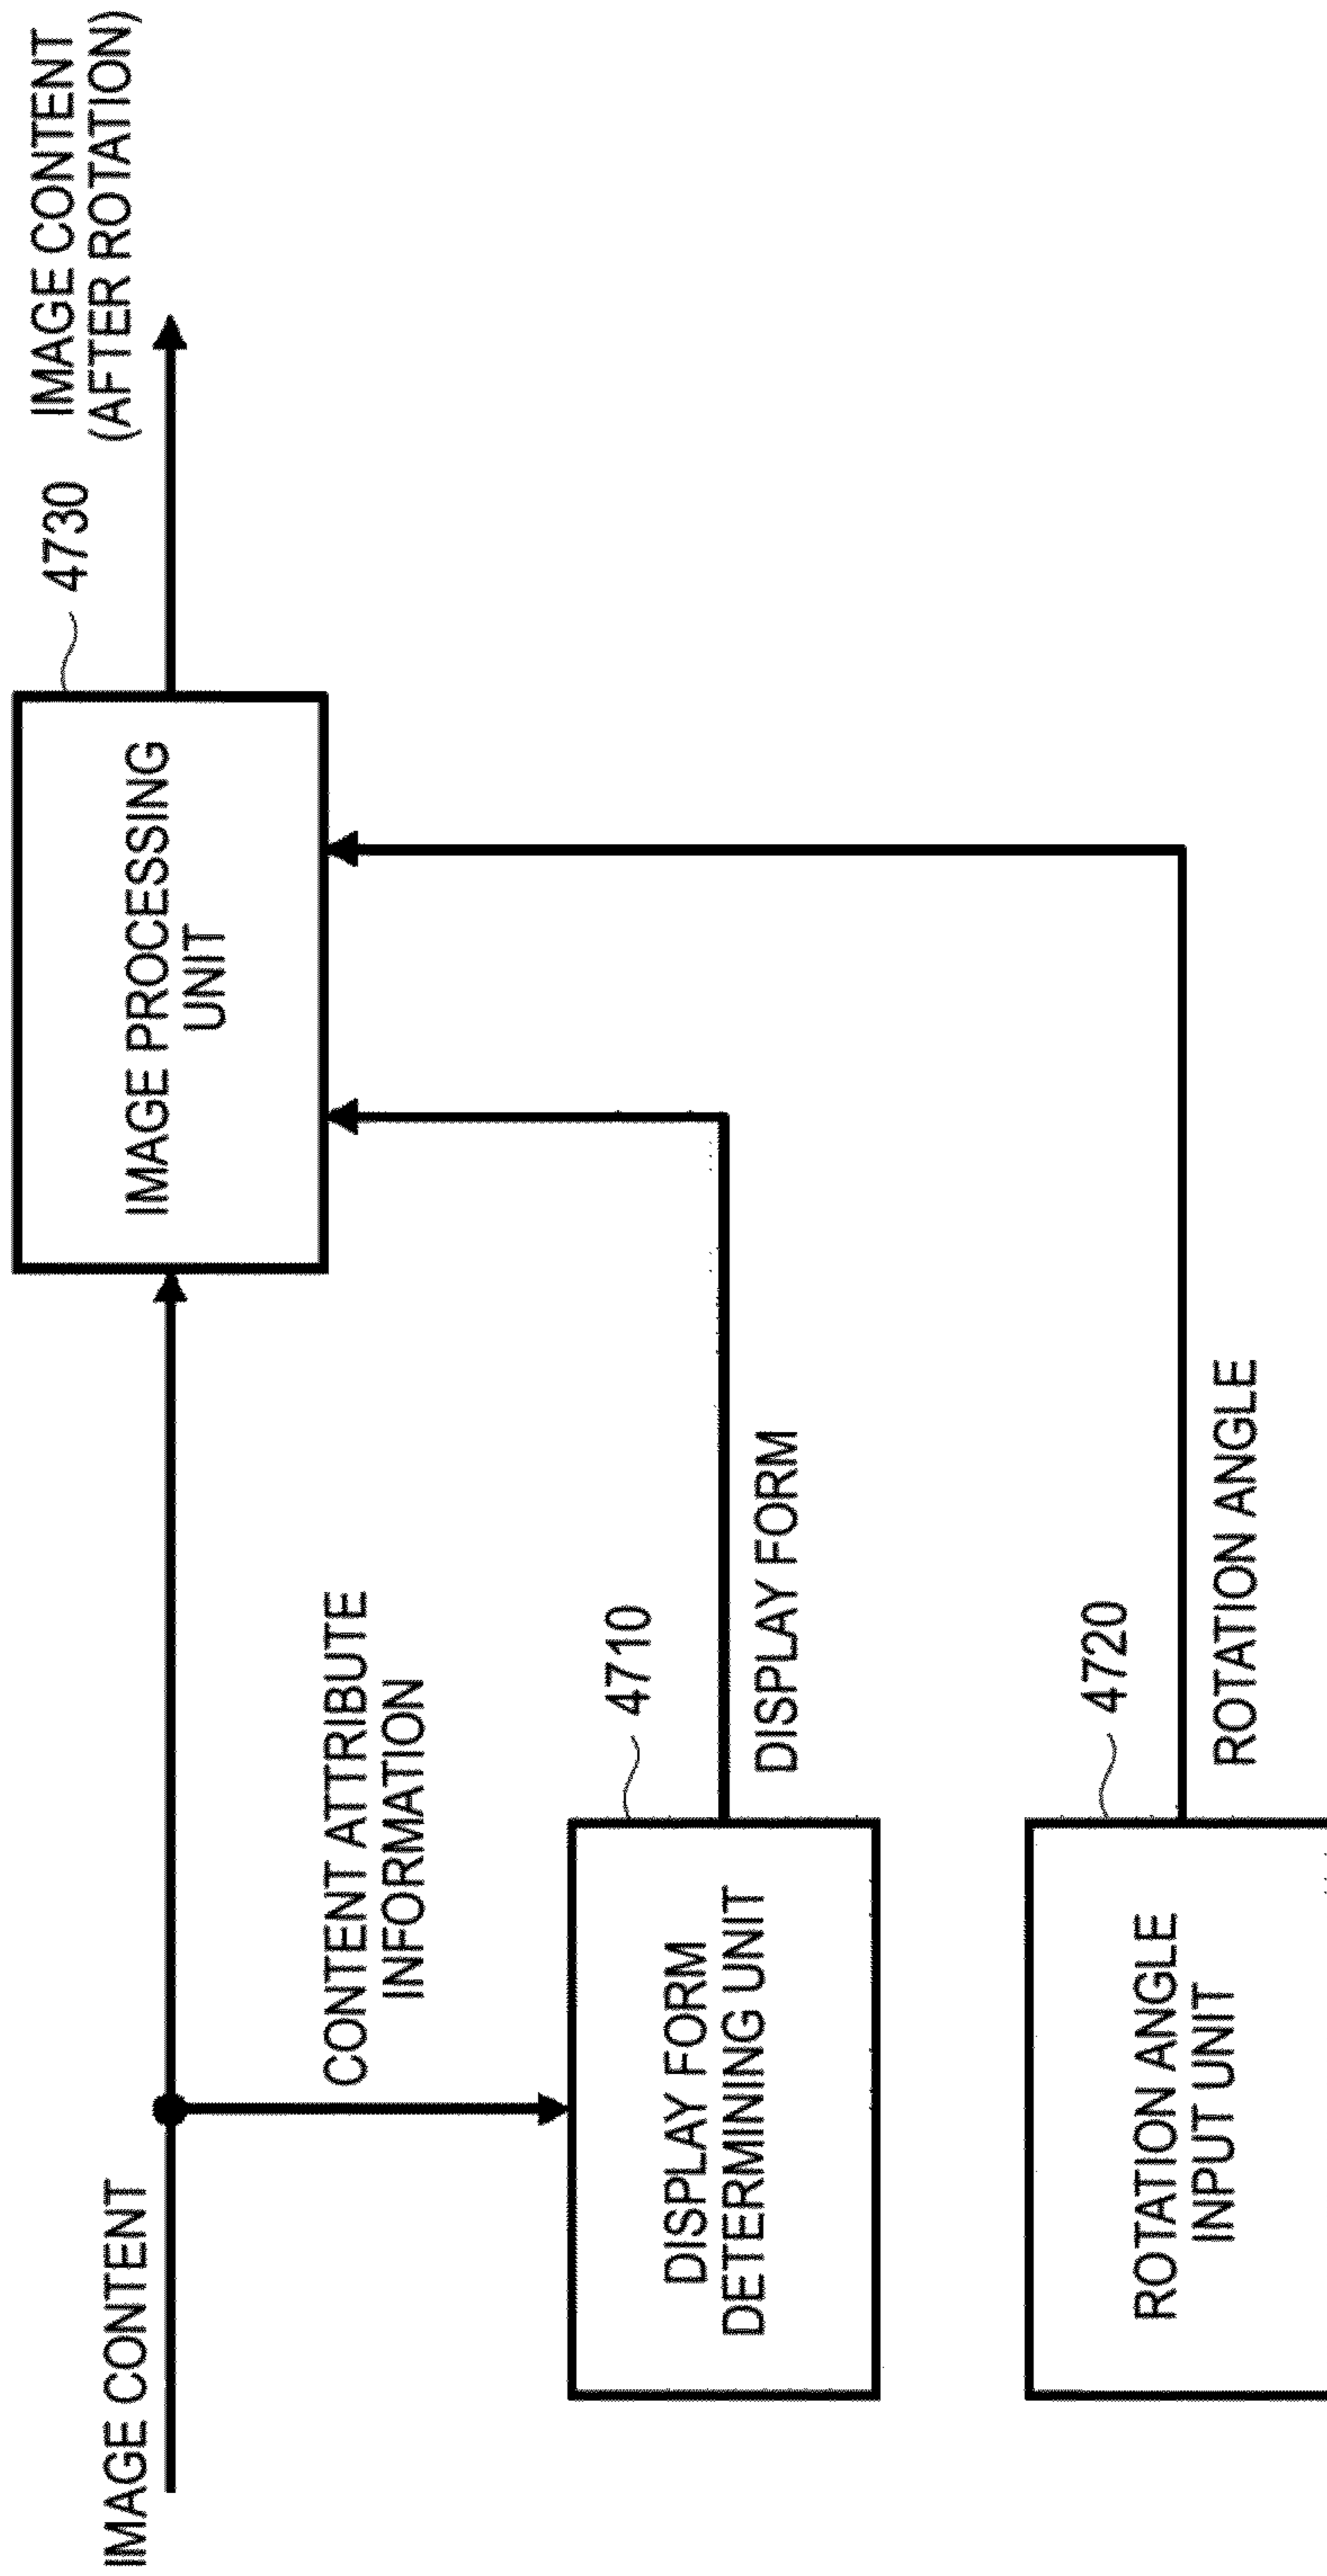 IMAGE CONTENT
CONTENT ATTRIBUTE
INFORMATION
IMAGE PROCESSING
UNIT
4730
IMAGE CONTENT
(AFTER ROTATION)
DISPLAY FORM
DETERMINING UNIT
4710
DISPLAY FORM
ROTATION ANGLE
INPUT UNIT
4720
ROTATION ANGLE